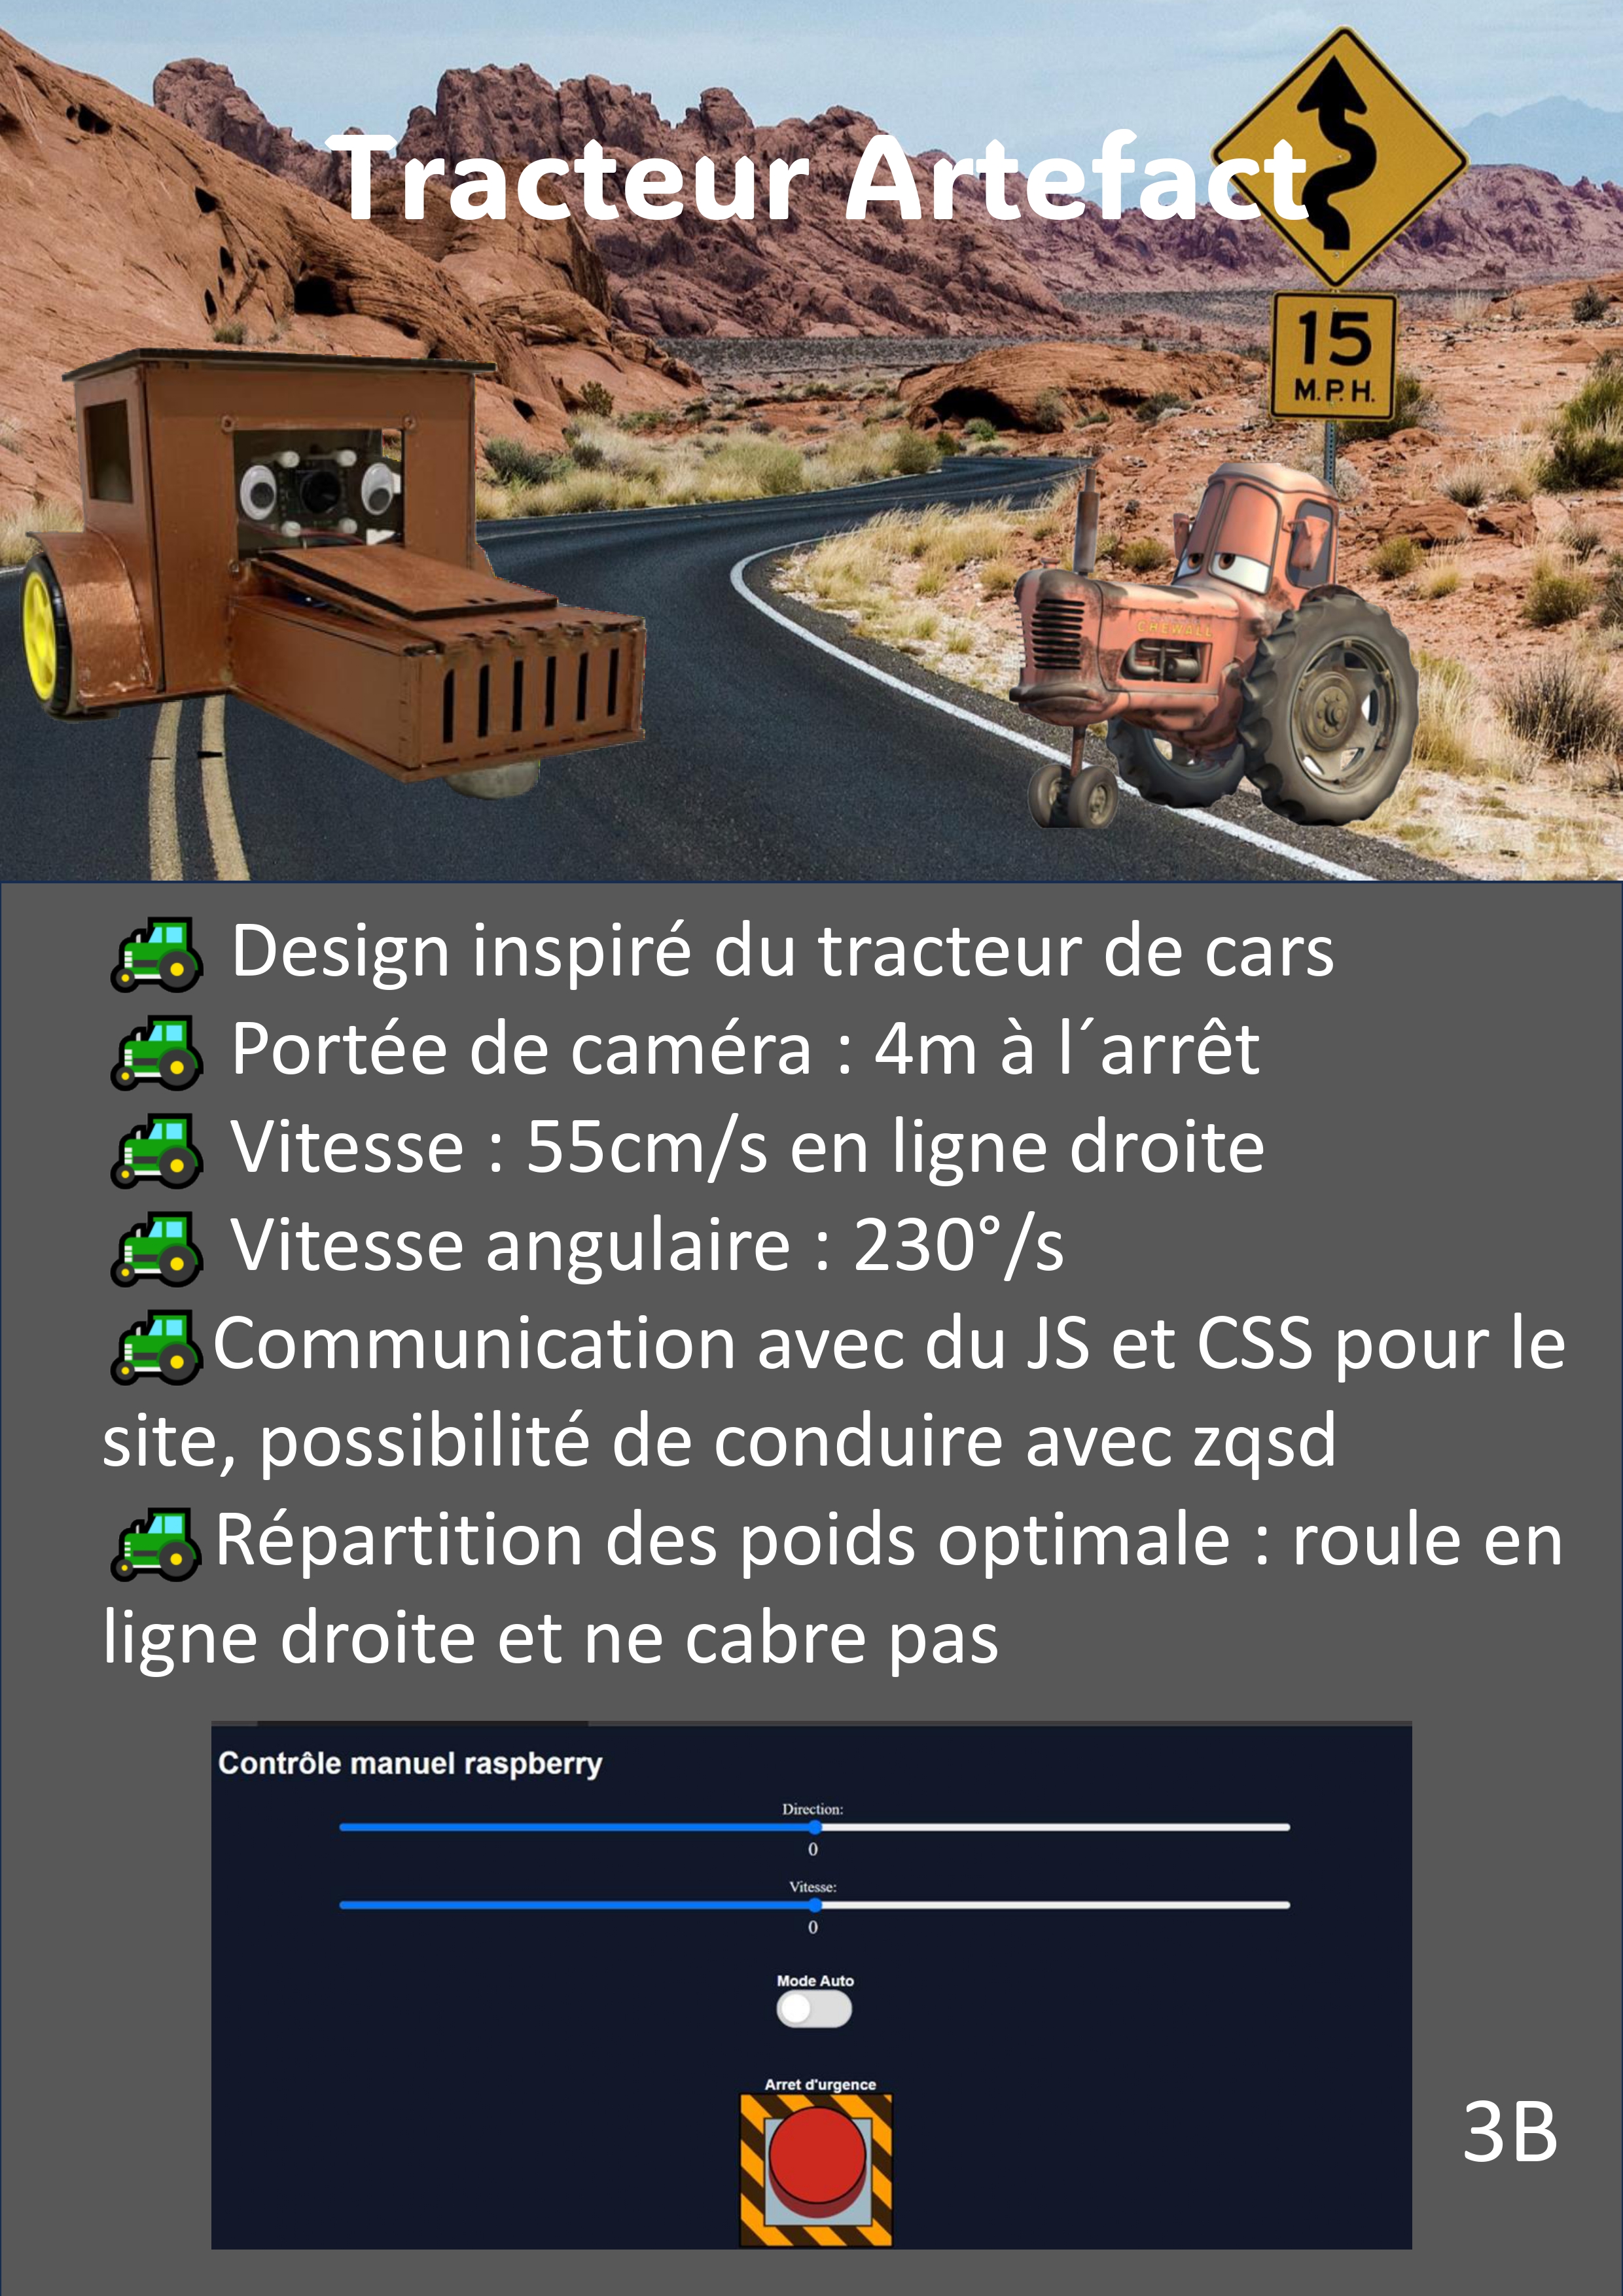 Tracteur Artefact
15
M.P.H.
CHEWALL
Design inspiré du tracteur de cars
Portée de caméra : 4m à l´arrêt
Vitesse : 55cm/s en ligne droite
Vitesse angulaire : 230°/s
Communication avec du JS et CSS pour le
site, possibilité de conduire avec zqsd
Répartition des poids optimale : roule en
ligne droite et ne cabre pas
Contrôle manuel raspberry
Direction:
0
Vitesse:
0
Mode Auto
Arret d'urgence
3B